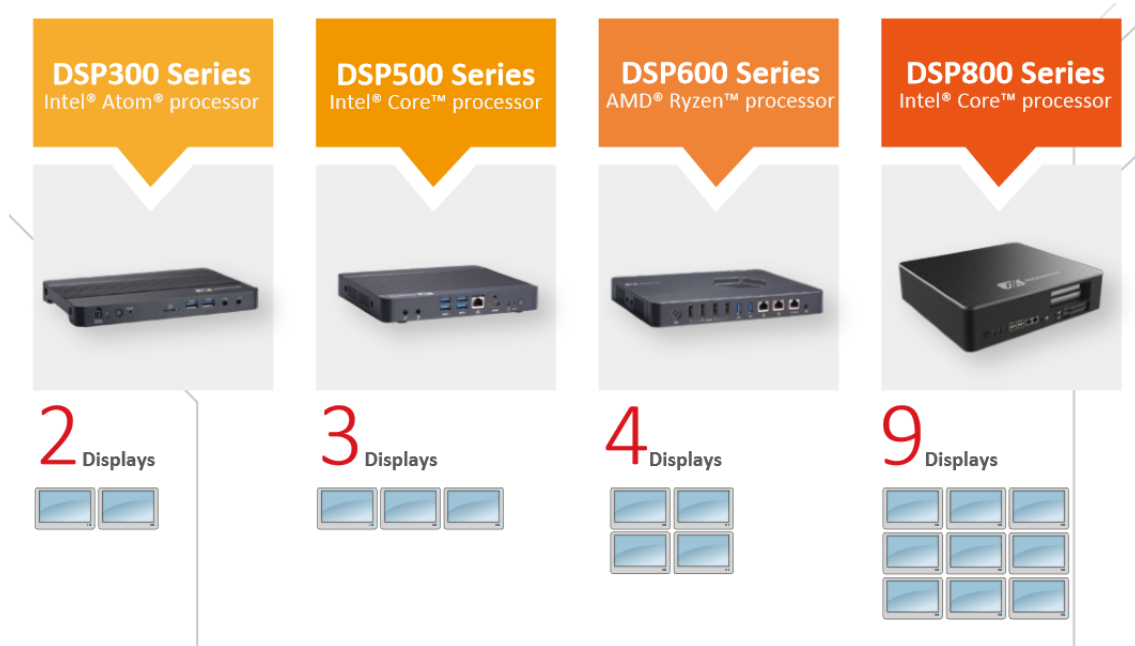 DSP300 Series
Intel® Atom® processor
DSP500 Series
Intel® Core™ processor
DSP600 Series
AMD® Ryzen™ processor
DSP800 Series
Intel® Core™ processor
2 Displays
3 Displays
4 Displays
9 Displays